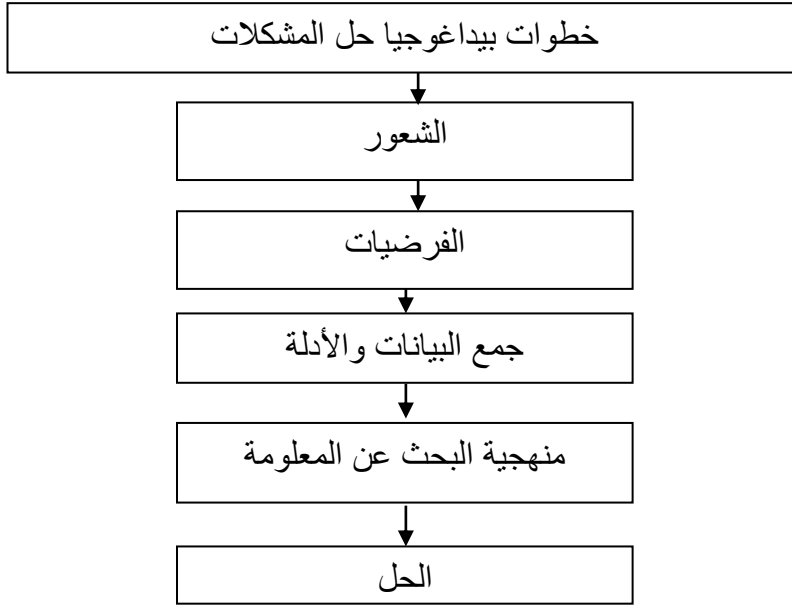 خطوات بيداغوجيا حل المشكلات
الشعور
الفرضيات
جمع البيانات والأدلة
منهجية البحث عن المعلومة
الحل